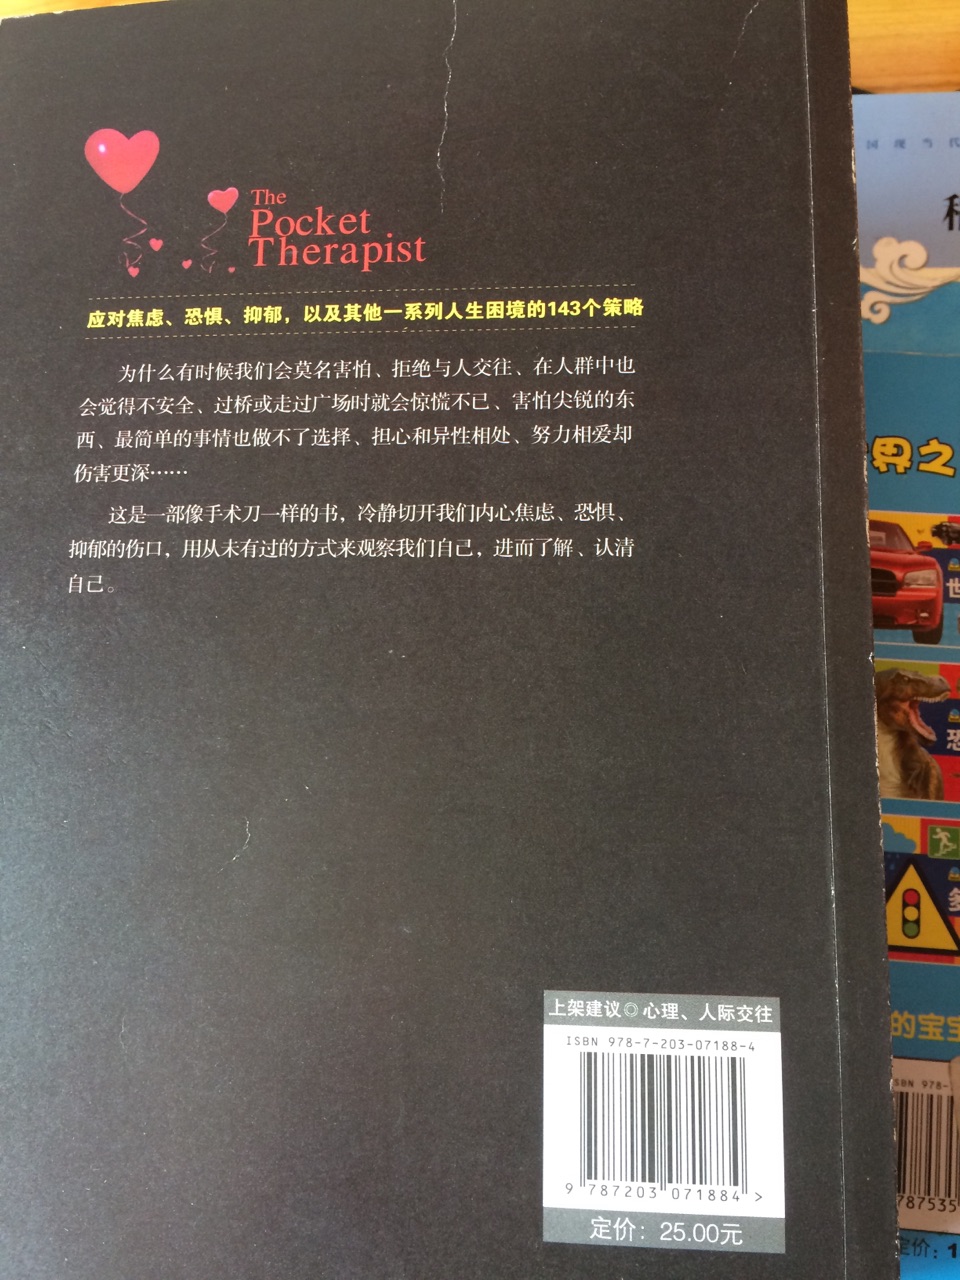 The
Pocket
Therapist
应对焦虑、恐惧、抑郁，以及其他一系列人生困境的143个策略
为什么有时候我们会莫名害怕、拒绝与人交往、在人群中也
会觉得不安全、过桥或走过广场时就会惊慌不已、害怕尖锐的东
西、最简单的事情也做不了选择、担心和异性相处、努力相爱却
伤害更深……
这是一部像手术刀一样的书，冷静切开我们内心焦虑、恐惧、
抑郁的伤口，用从未有过的方式来观察我们自己，进而了解、认清
自己。
上架建议◎心理、人际交往
ISBN 978-7-203-07188-4
9 787203 071884 >
定价：25.00元
国现当代
界之
世
恐
多
的宝宝
ISBN 978-
787535
定价：1